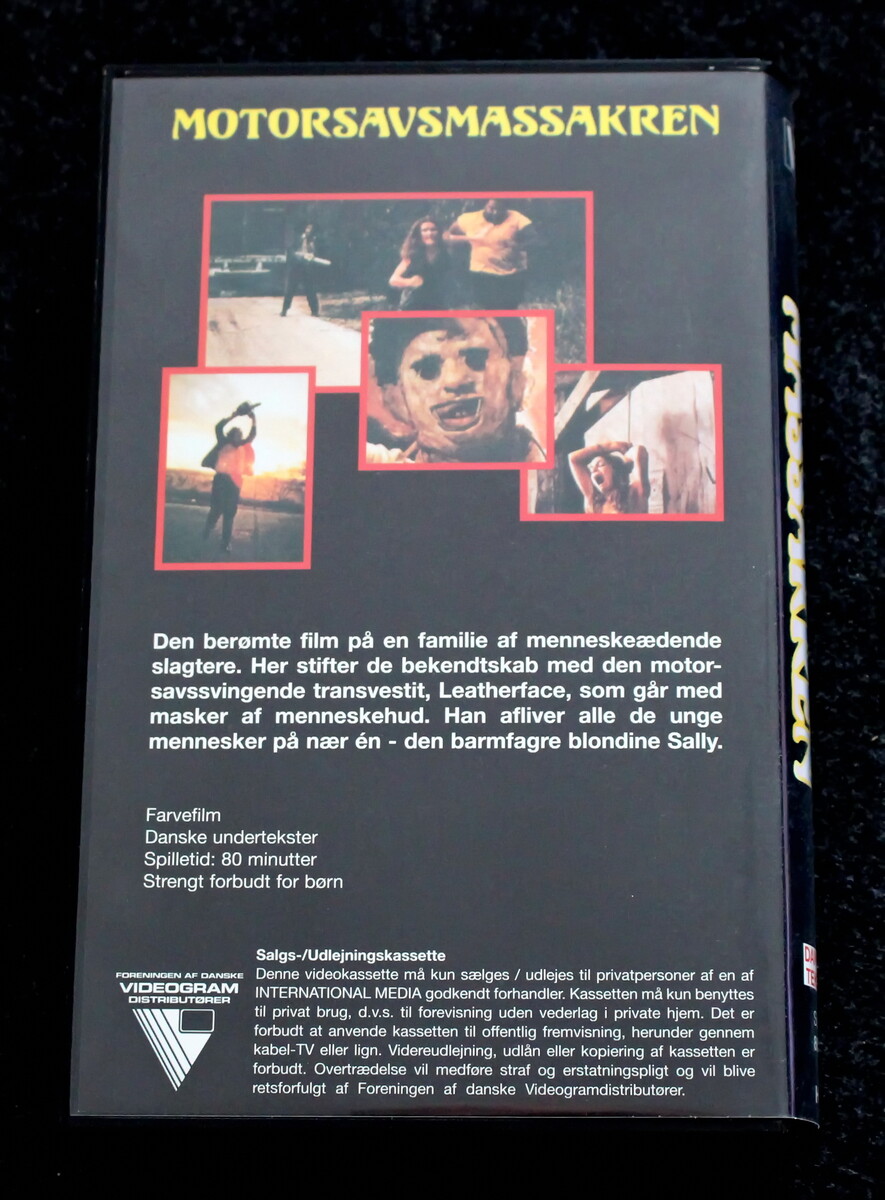 MOTORSAVSMASSAKREN
Den berømte film på en familie af menneskeædende
slagtere. Her stifter de bekendtskab med den motor-
savssvingende transvestit, Leatherface, som går med
masker af menneskehud. Han afliver alle de unge
mennesker på nær én - den barmfagre blondine Sally.
Farvefilm
Danske undertekster
Spilletid: 80 minutter
Strengt forbudt for børn
FORENINGEN AF DANSKE
VIDEOGRAM
DISTRIBUTØRER
Salgs-/Udlejningskassette
Denne videokassette må kun sælges / udlejes til privatpersoner af en af
INTERNATIONAL MEDIA godkendt forhandler. Kassetten må kun benyttes
til privat brug, d.v.s. til forevisning uden vederlag i private hjem. Det er
forbudt at anvende kassetten til offentlig fremvisning, herunder gennem
kabel-TV eller lign. Videreudlejning, udlån eller kopiering af kassetten er
forbudt. Overtrædelse vil medføre straf og erstatningspligt og vil blive
retsforfulgt af Foreningen af danske Videogramdistributører.